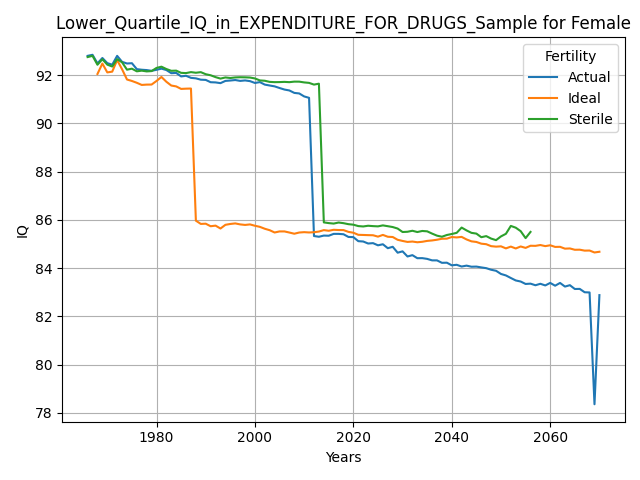 Lower_Quartile_IQ_in_EXPENDITURE_FOR_DRUGS_Sample for Female
Fertility
Actual
Ideal
Sterile
IQ
92
90
88
86
84
82
80
78
1980
2000
2020
2040
2060
Years